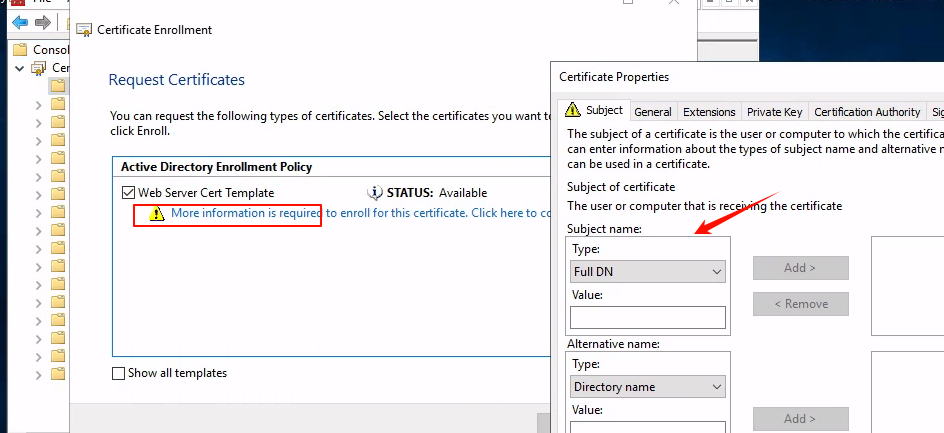 File
Consol
Cer
Certificate Enrollment
Request Certificates
You can request the following types of certificates. Select the certificates you want to
click Enroll.
Active Directory Enrollment Policy
Web Server Cert Template
STATUS: Available
More information is required to enroll for this certificate. Click here to co
Show all templates
Certificate Properties
Subject
General
Extensions
Private Key
Certification Authority
Sig
The subject of a certificate is the user or computer to which the certifica
can enter information about the types of subject name and alternative n
can be used in a certificate.
Subject of certificate
The user or computer that is receiving the certificate
Subject name:
Type:
Full DN
Add >
Value:
< Remove
Alternative name:
Type:
Directory name
Value:
Add >